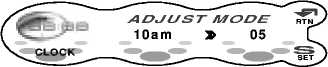 ADJUST MODE
RTN
10am » 05
CLOCK
SET